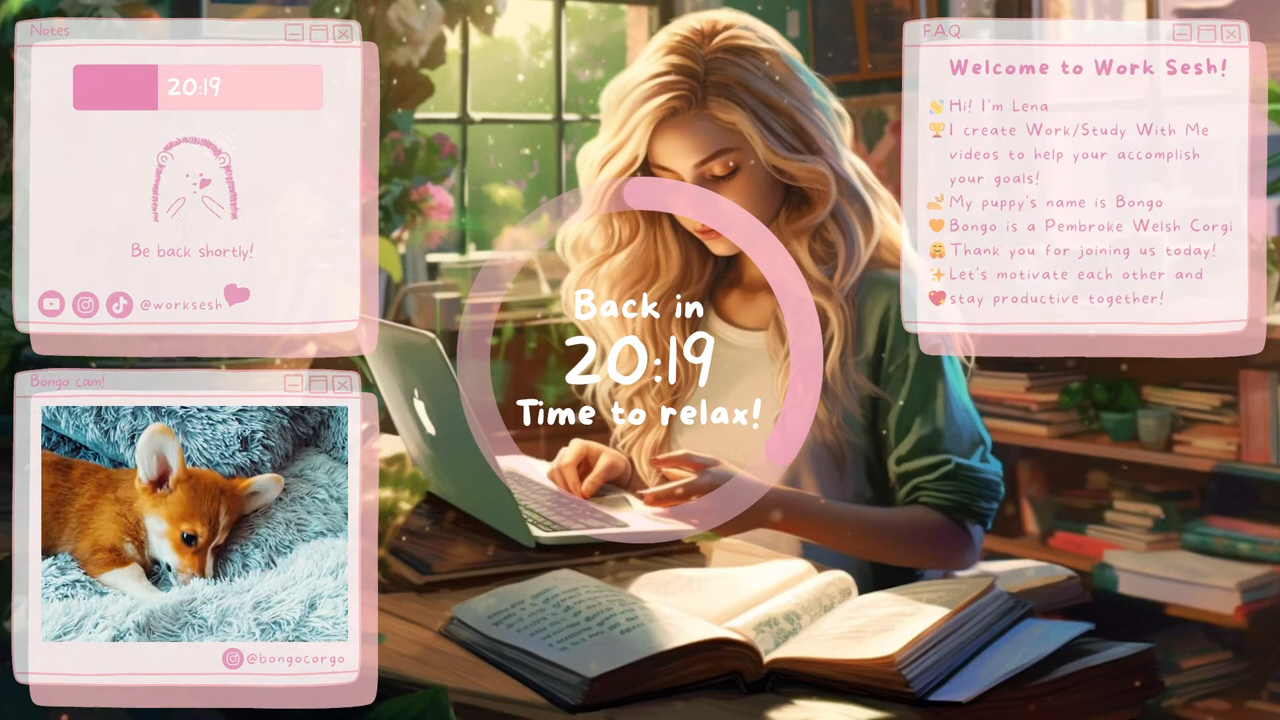 Notes
20:19
Be back shortly!
@worksesh
Bongo cam!
@bongocorgo
Back in
20:19
Time to relax!
F.A.Q.
Welcome to Work Sesh!
👋 Hi! I'm Lena
🏆 I create Work/Study With Me
videos to help your accomplish
your goals!
My puppy's name is Bongo
🧡 Bongo is a Pembroke Welsh Corgi
🤗 Thank you for joining us today!
✨ Let's motivate each other and
💖 stay productive together!